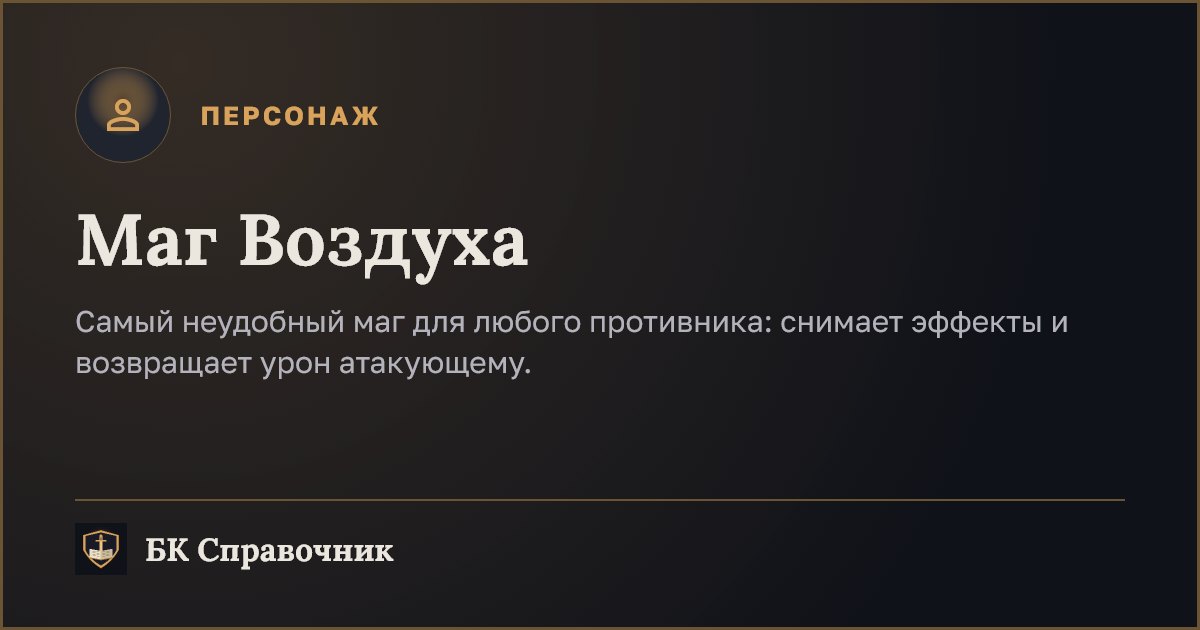 ПЕРСОНАЖ
Маг Воздуха
Самый неудобный маг для любого противника: снимает эффекты и
возвращает урон атакующему.
БК Справочник